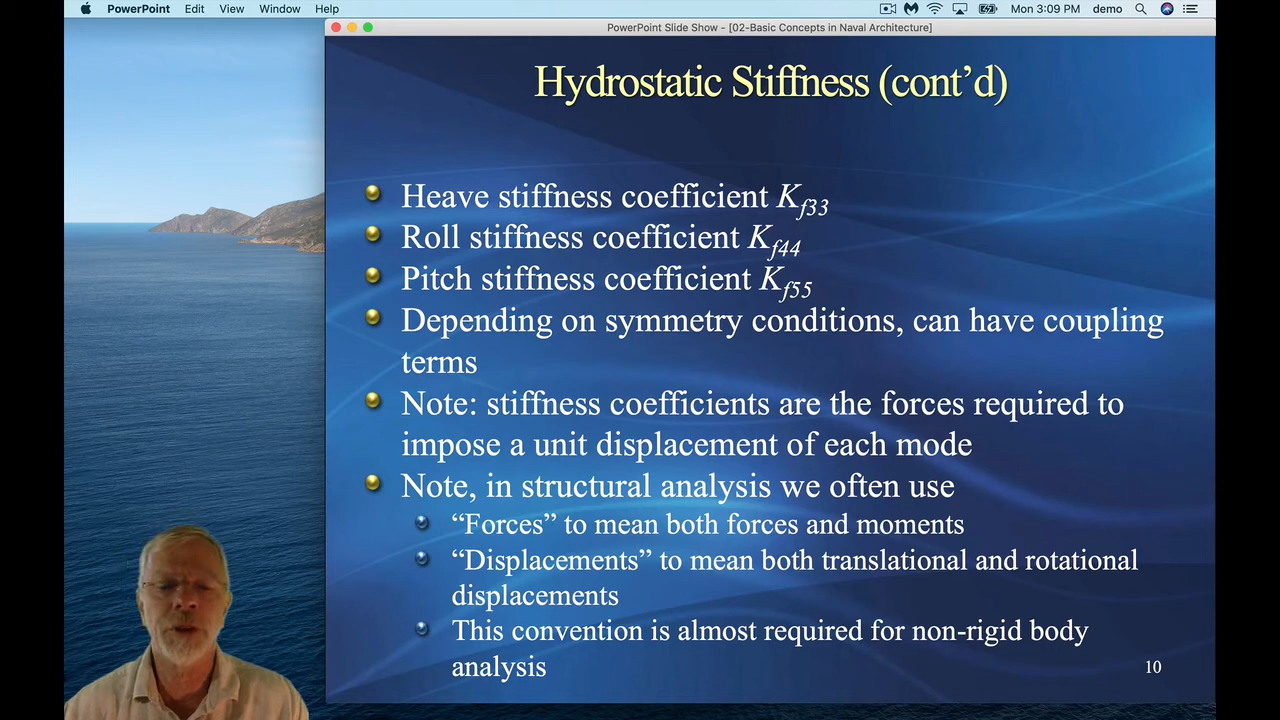 PowerPoint Edit View Window Help Mon 3:09 PM demo
PowerPoint Slide Show - [02-Basic Concepts in Naval Architecture]
Hydrostatic Stiffness (cont’d)
Heave stiffness coefficient Kf33
Roll stiffness coefficient Kf44
Pitch stiffness coefficient Kf55
Depending on symmetry conditions, can have coupling
terms
Note: stiffness coefficients are the forces required to
impose a unit displacement of each mode
Note, in structural analysis we often use
“Forces” to mean both forces and moments
“Displacements” to mean both translational and rotational
displacements
This convention is almost required for non-rigid body
analysis
10